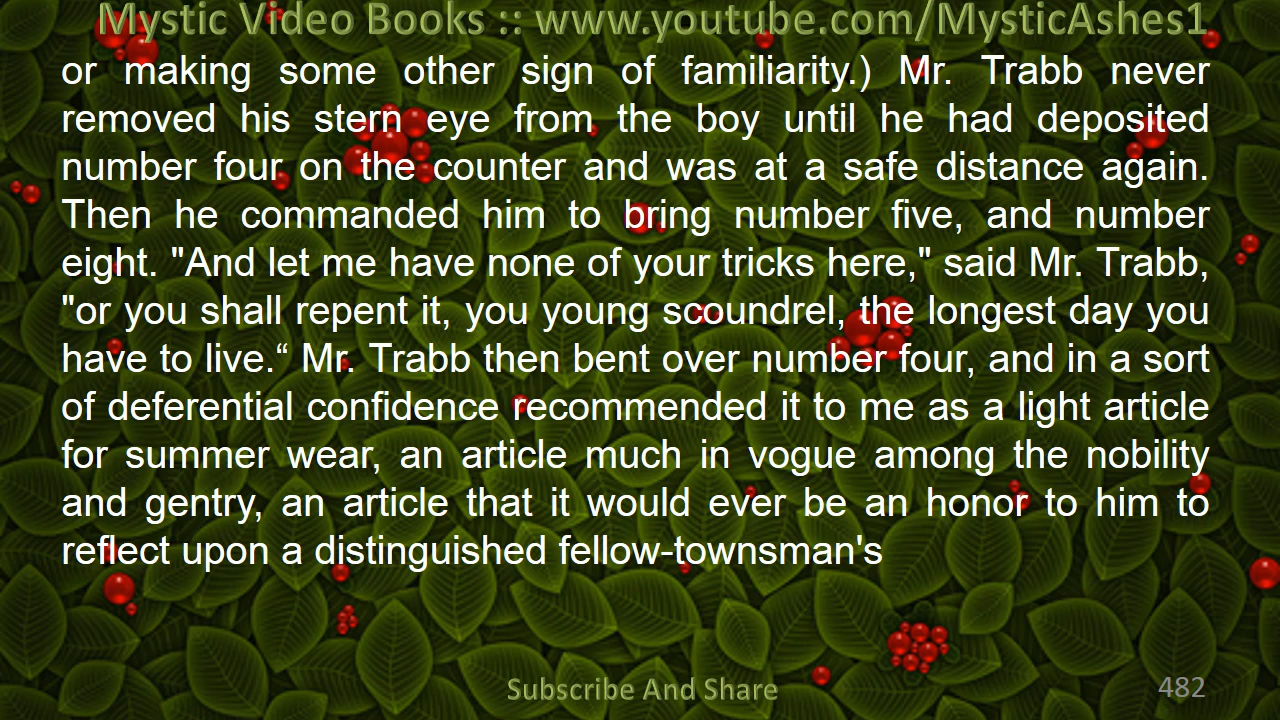 Mystic Video Books :: www.youtube.com/MysticAshes1
or making some other sign of familiarity.) Mr. Trabb never
removed his stern eye from the boy until he had deposited
number four on the counter and was at a safe distance again.
Then he commanded him to bring number five, and number
eight. "And let me have none of your tricks here," said Mr. Trabb,
"or you shall repent it, you young scoundrel, the longest day you
have to live.“ Mr. Trabb then bent over number four, and in a sort
of deferential confidence recommended it to me as a light article
for summer wear, an article much in vogue among the nobility
and gentry, an article that it would ever be an honor to him to
reflect upon a distinguished fellow-townsman's
Subscribe And Share
482